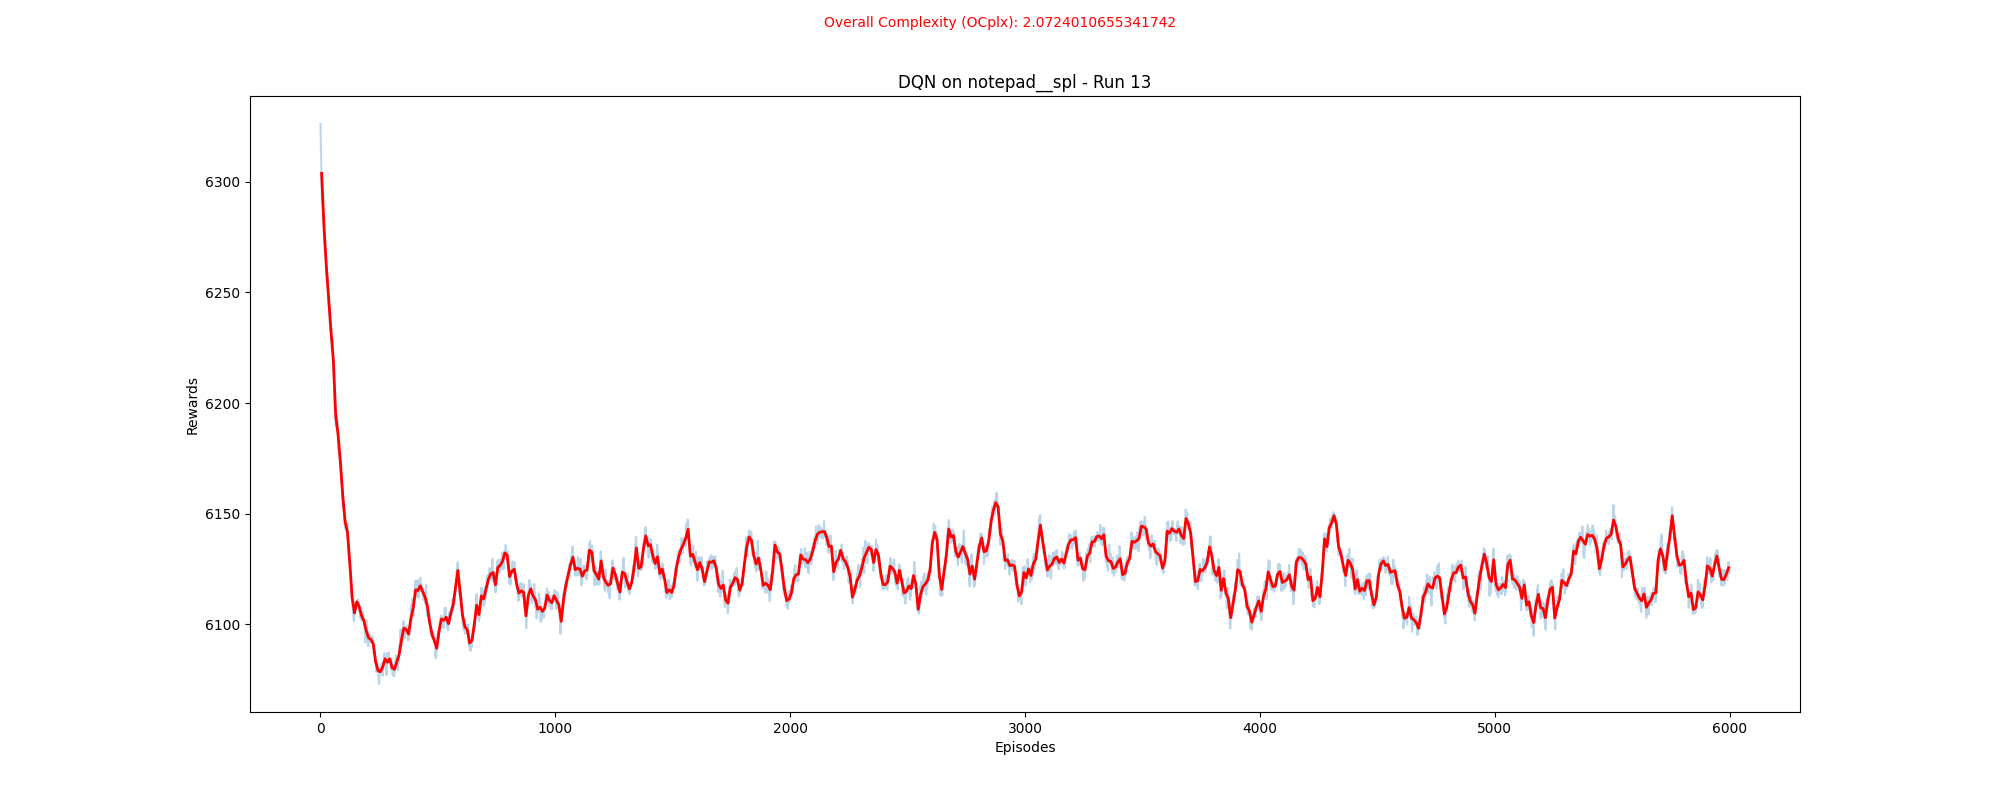 Overall Complexity (OCplx): 2.0724010655341742
DQN on notepad__spl - Run 13
6300
6250
6200
6150
6100
Rewards
0 1000 2000 3000 4000 5000 6000
Episodes